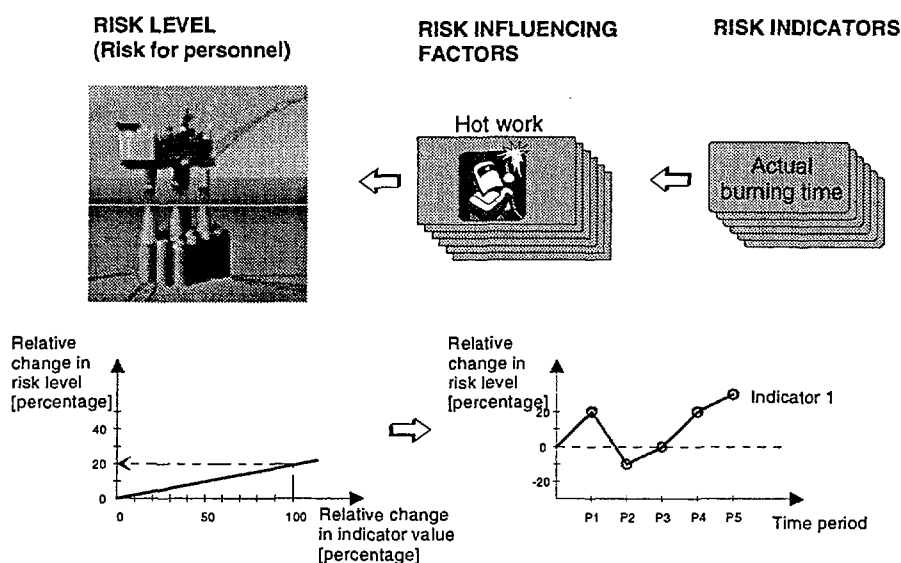 RISK LEVEL
(Risk for personnel)
RISK INFLUENCING
FACTORS
RISK INDICATORS
Hot work
Actual
burning time
Relative
change in
risk level
[percentage]
40
20
0
0
50
100
Relative change
in indicator value
[percentage]
Relative
change in
risk level
[percentage]
20
0
-20
Indicator 1
P1
P2
P3
P4
P5
Time period